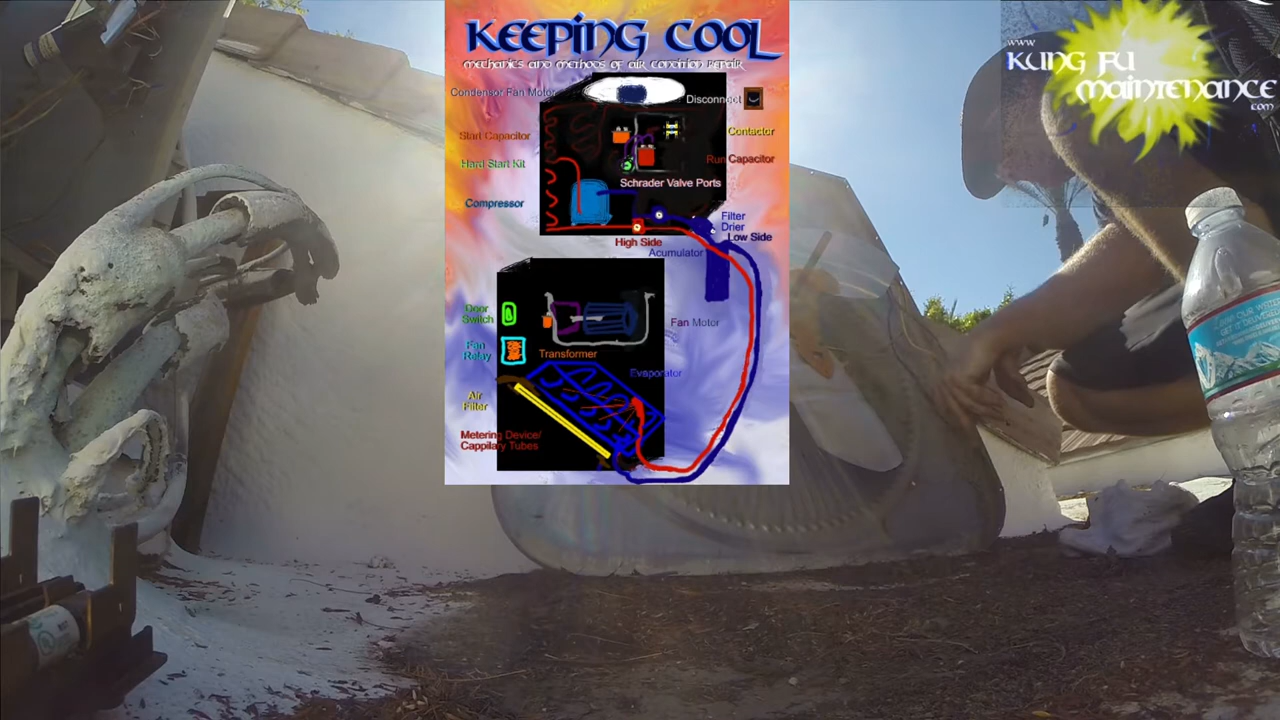 KEEPING COOL
MECHANICS AND METHODS OF AIR CONDITION REPAIR
Condensor Fan Motor
Disconnect
Start Capacitor
Contactor
Hard Start Kit
Run Capacitor
Schrader Valve Ports
Compressor
Filter
Drier
Low Side
High Side
Acumulator
Door
Switch
Fan Motor
Fan
Relay
Transformer
Evaporator
Air
Filter
Metering Device/
Cappilary Tubes
WWW
KUNG FU
MAINTENANCE
.COM